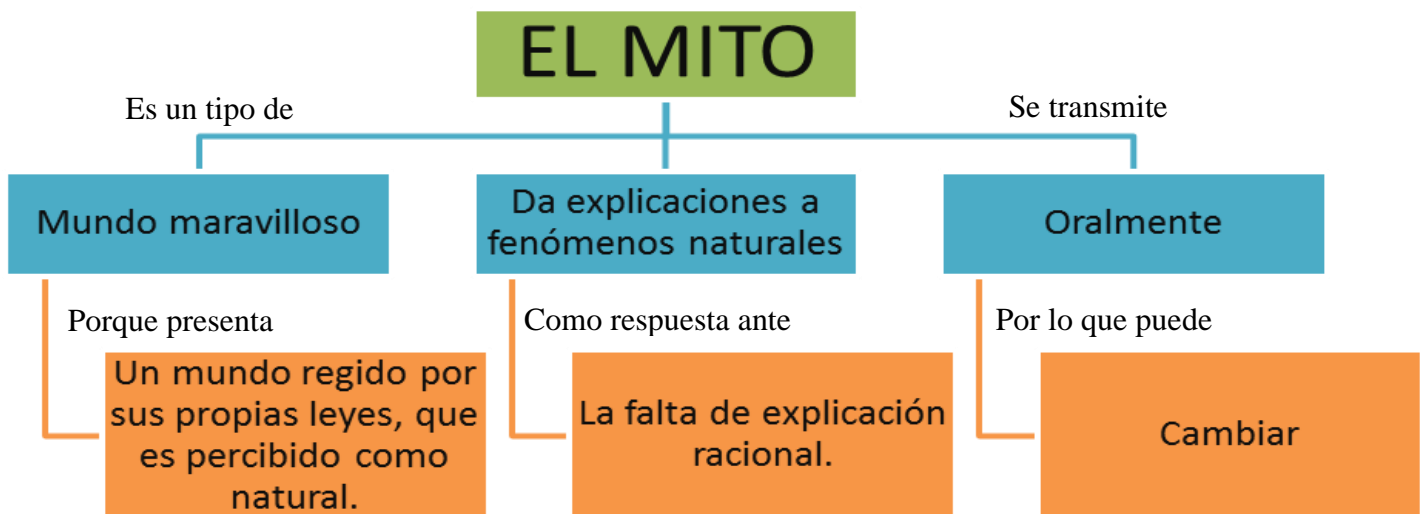 EL MITO
Es un tipo de
Se transmite
Mundo maravilloso
Da explicaciones a
fenómenos naturales
Oralmente
Porque presenta
Como respuesta ante
Por lo que puede
Un mundo regido por
sus propias leyes, que
es percibido como
natural.
La falta de explicación
racional.
Cambiar